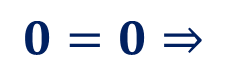 0 = 0 ⇒